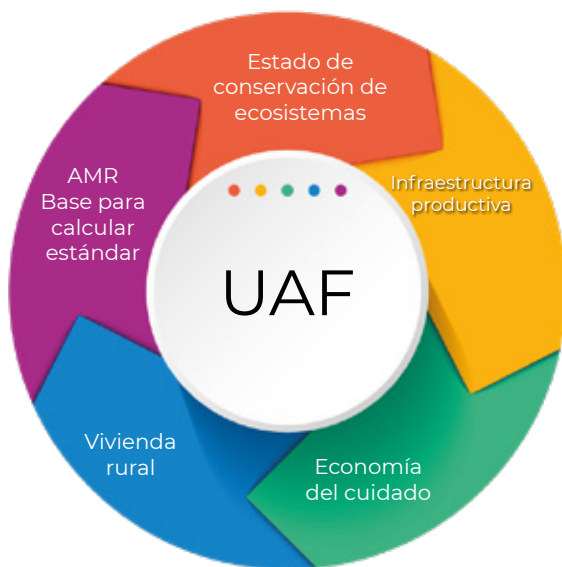 Estado de
conservación de
ecosistemas
Infraestructura
productiva
Economía
del cuidado
Vivienda
rural
AMR
Base para
calcular
estándar
UAF